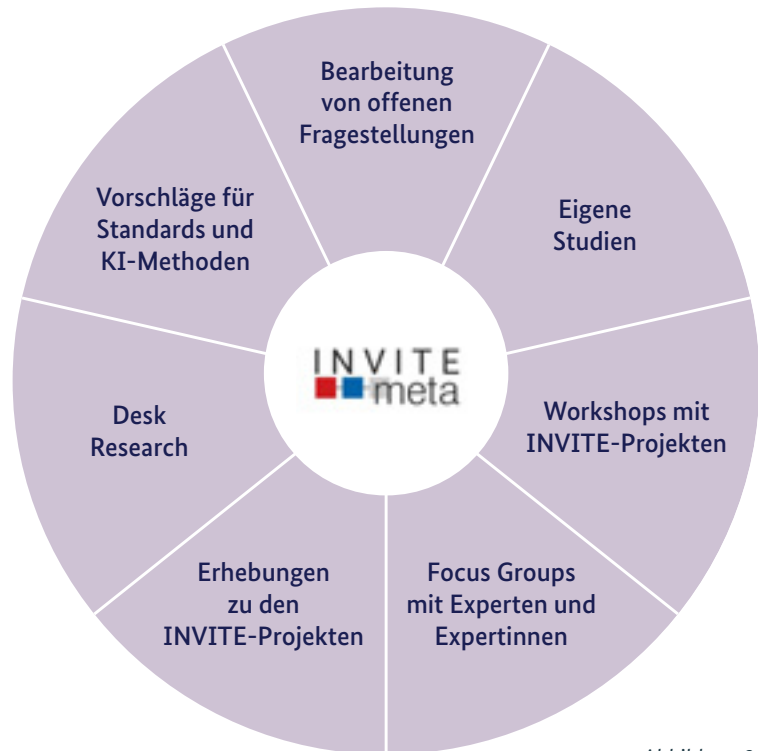 Bearbeitung
von offenen
Fragestellungen
Eigene
Studien
Workshops mit
INVITE-Projekten
Focus Groups
mit Experten und
Expertinnen
Erhebungen
zu den
INVITE-Projekten
Desk
Research
Vorschläge für
Standards und
KI-Methoden
INVITE
meta